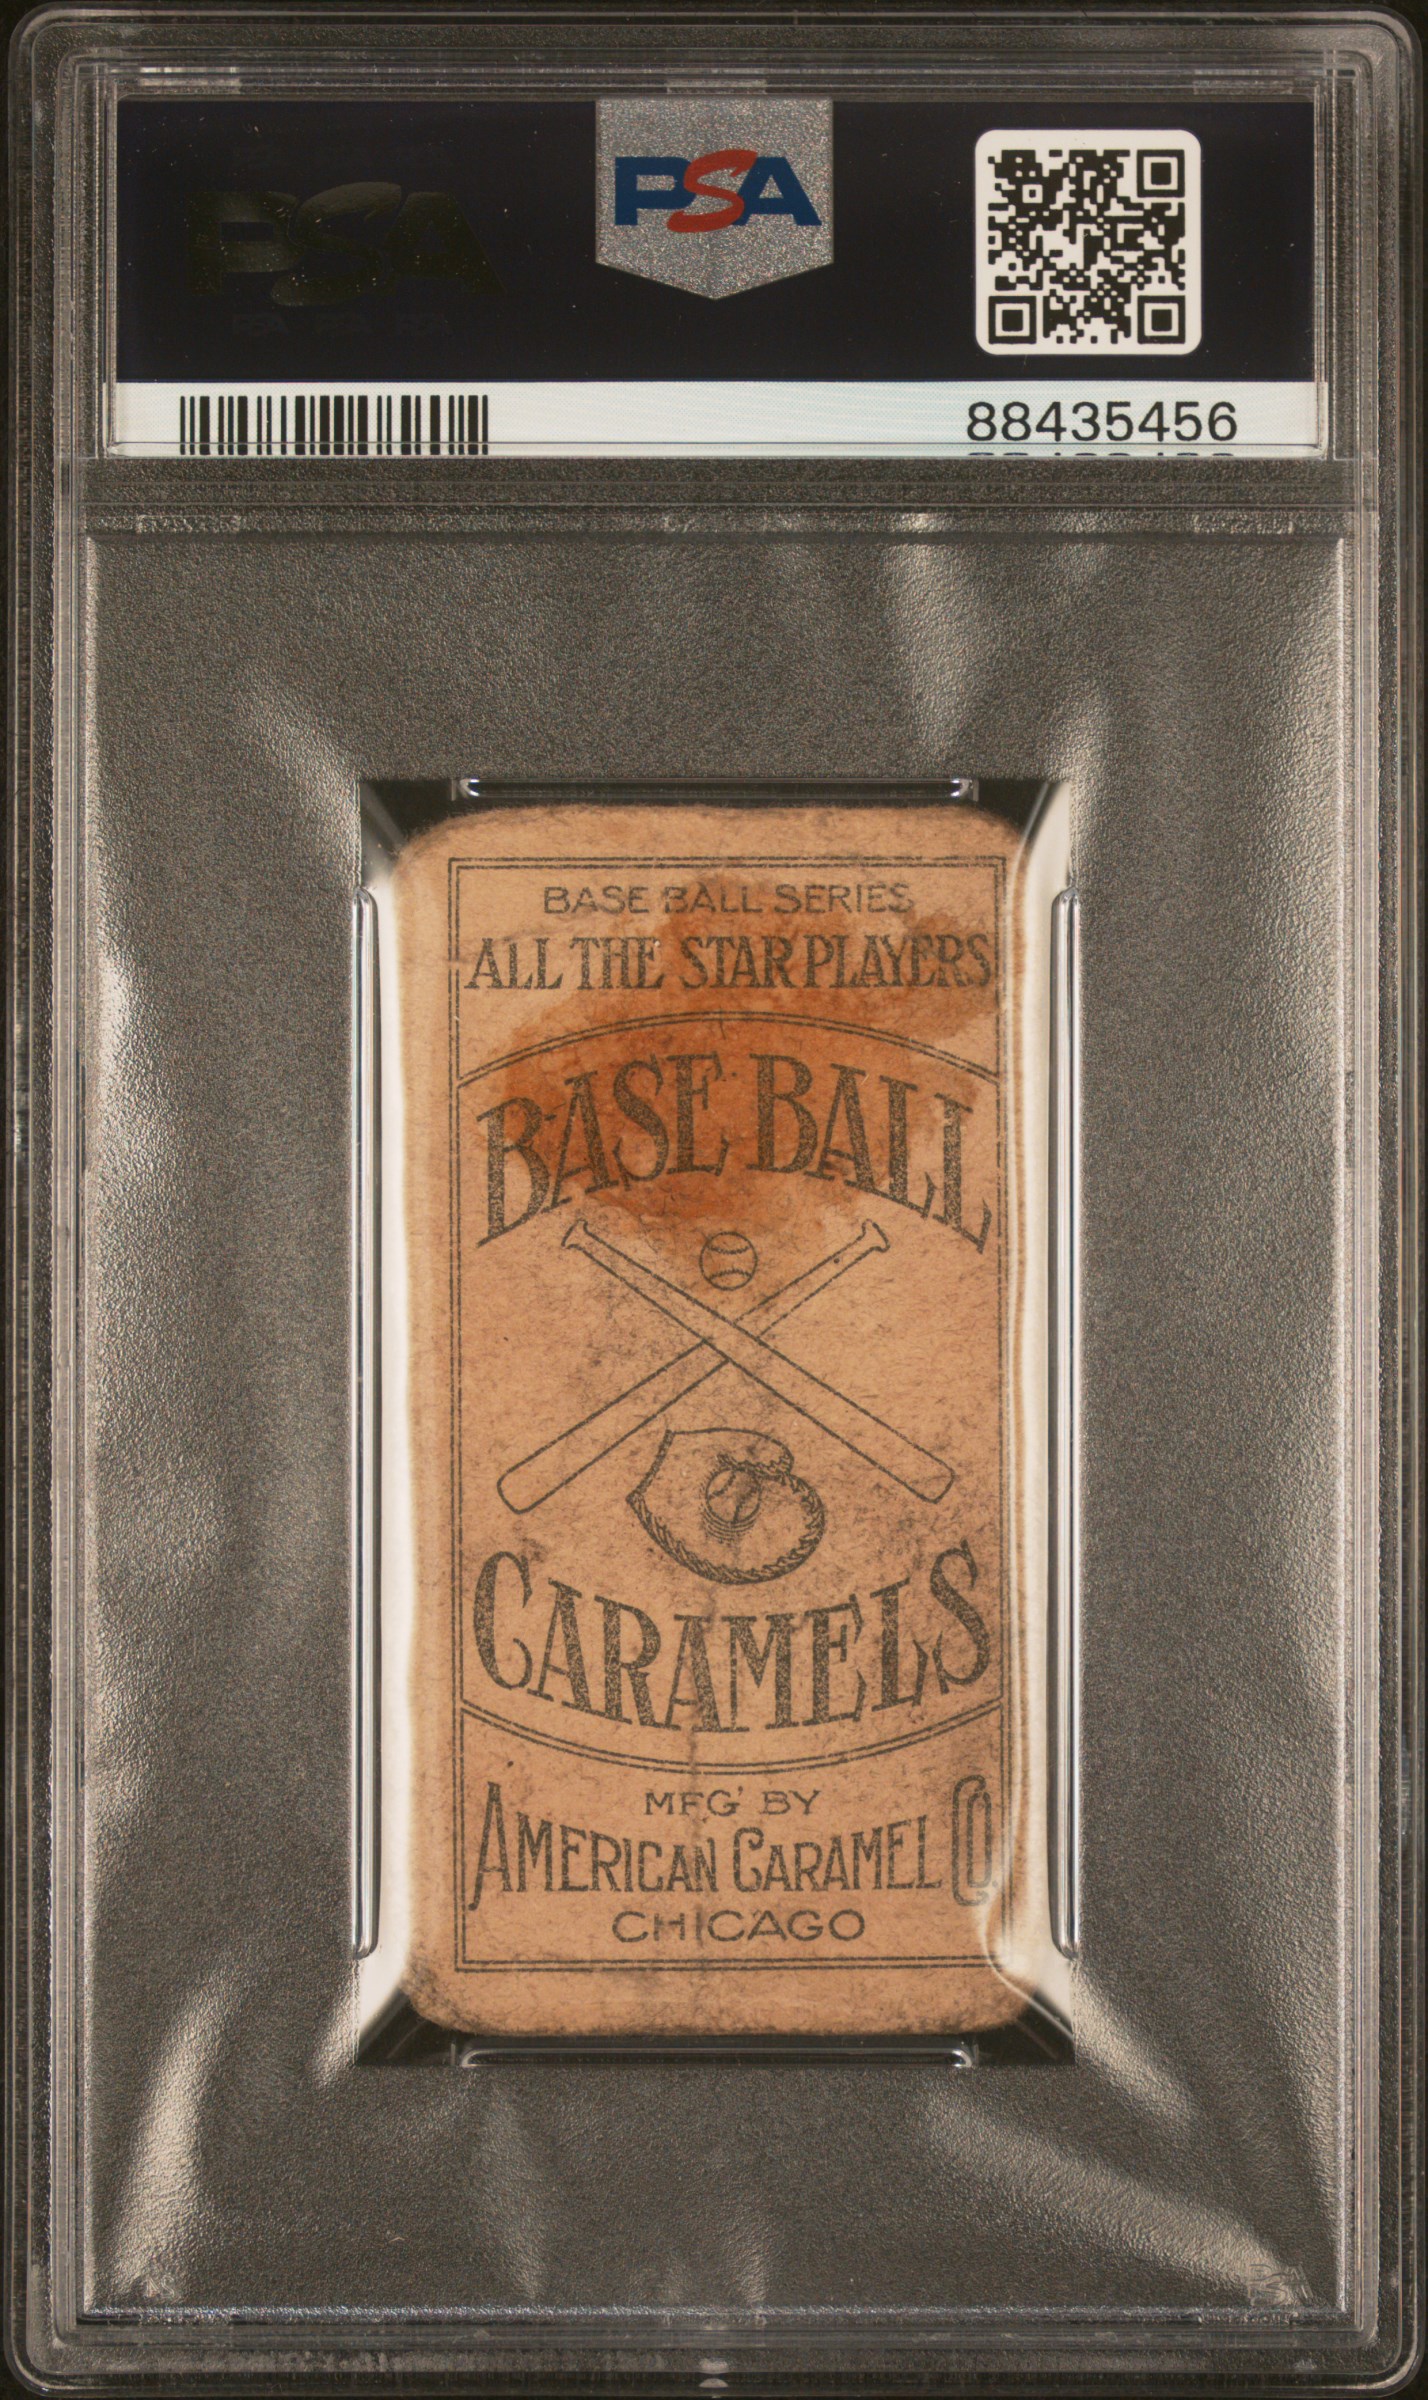 PSA
PSA
88435456
BASE BALL SERIES
ALL THE STAR PLAYERS
BASE BALL
CARAMELS
MFG' BY
AMERICAN CARAMEL CO.
CHICAGO